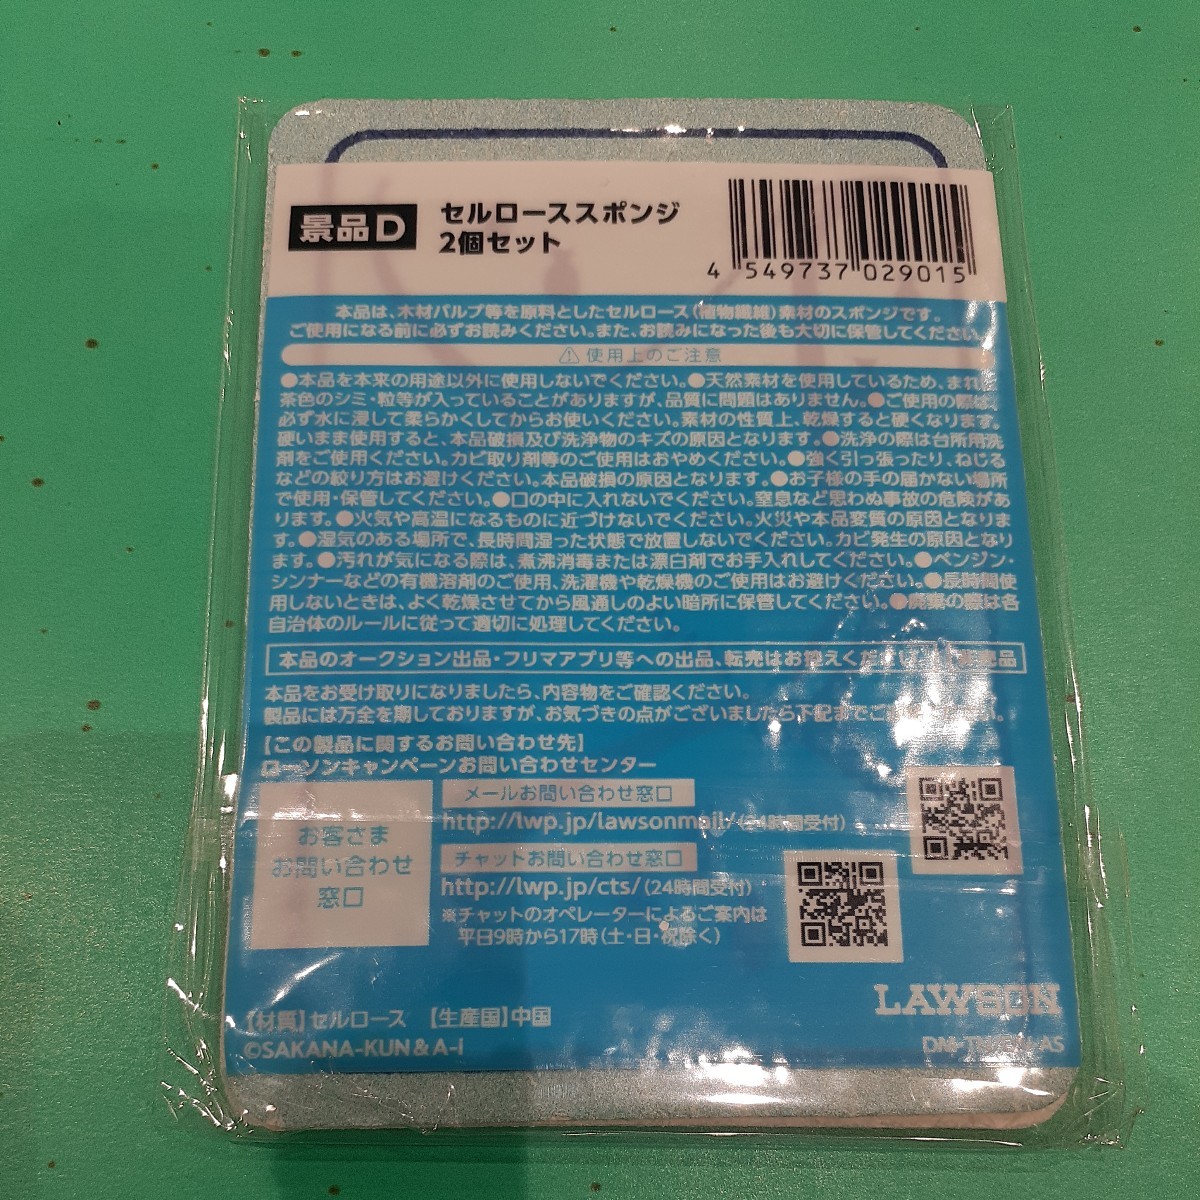 景品D
セルローススポンジ
2個セット
4 549737 029015
本品は、木材パルプ等を原料としたセルロース(植物繊維)素材のスポンジです。
ご使用になる前に必ずお読みください。また、お読みになった後も大切に保管してください
⚠使用上のご注意
●本品を本来の用途以外に使用しないでください。●天然素材を使用しているため、まれに
茶色のシミ・粒等が入っていることがありますが、品質に問題はありません。●ご使用の際は、
必ず水に浸して柔らかくしてからお使いください。素材の性質上、乾燥すると硬くなります。
硬いまま使用すると、本品破損及び洗浄物のキズの原因となります。●洗浄の際は台所用洗
剤をご使用ください。カビ取り剤等のご使用はおやめください。●強く引っ張ったり、ねじる
などの絞り方はお避けください。本品破損の原因となります。●お子様の手の届かない場所
で使用・保管してください。●口の中に入れないでください。窒息など思わぬ事故の危険があ
ります。●火気や高温になるものに近づけないでください。火災や本品変質の原因となりま
す。●湿気のある場所で、長時間湿った状態で放置しないでください。カビ発生の原因となり
ます。●汚れが気になる際は、煮沸消毒または漂白剤でお手入れしてください。●ベンジン・
シンナーなどの有機溶剤のご使用、洗濯機や乾燥機のご使用はお避けください。●長時間使
用しないときは、よく乾燥させてから風通しのよい暗所に保管してください。●廃棄の際は各
自治体のルールに従って適切に処理してください。
本品のオークション出品・フリマアプリ等への出品、転売はお控えくだ
本品をお受け取りになりましたら、内容物をご確認ください。
製品には万全を期しておりますが、お気づきの点がございましたら下記までご
【この製品に関するお問い合わせ先】
ローソンキャンペーンお問い合わせセンター
お客さま
お問い合わせ
窓口
メールお問い合わせ窓口
http://lwp.jp/lawsonmail/(24時間受付)
チャットお問い合わせ窓口
http://lwp.jp/cts/(24時間受付)
※チャットのオペレーターによるご案内は
平日9時から17時(土・日・祝除く)
LAWSON
【材質】セルロース 【生産国】中国
©SAKANA-KUN & A-i